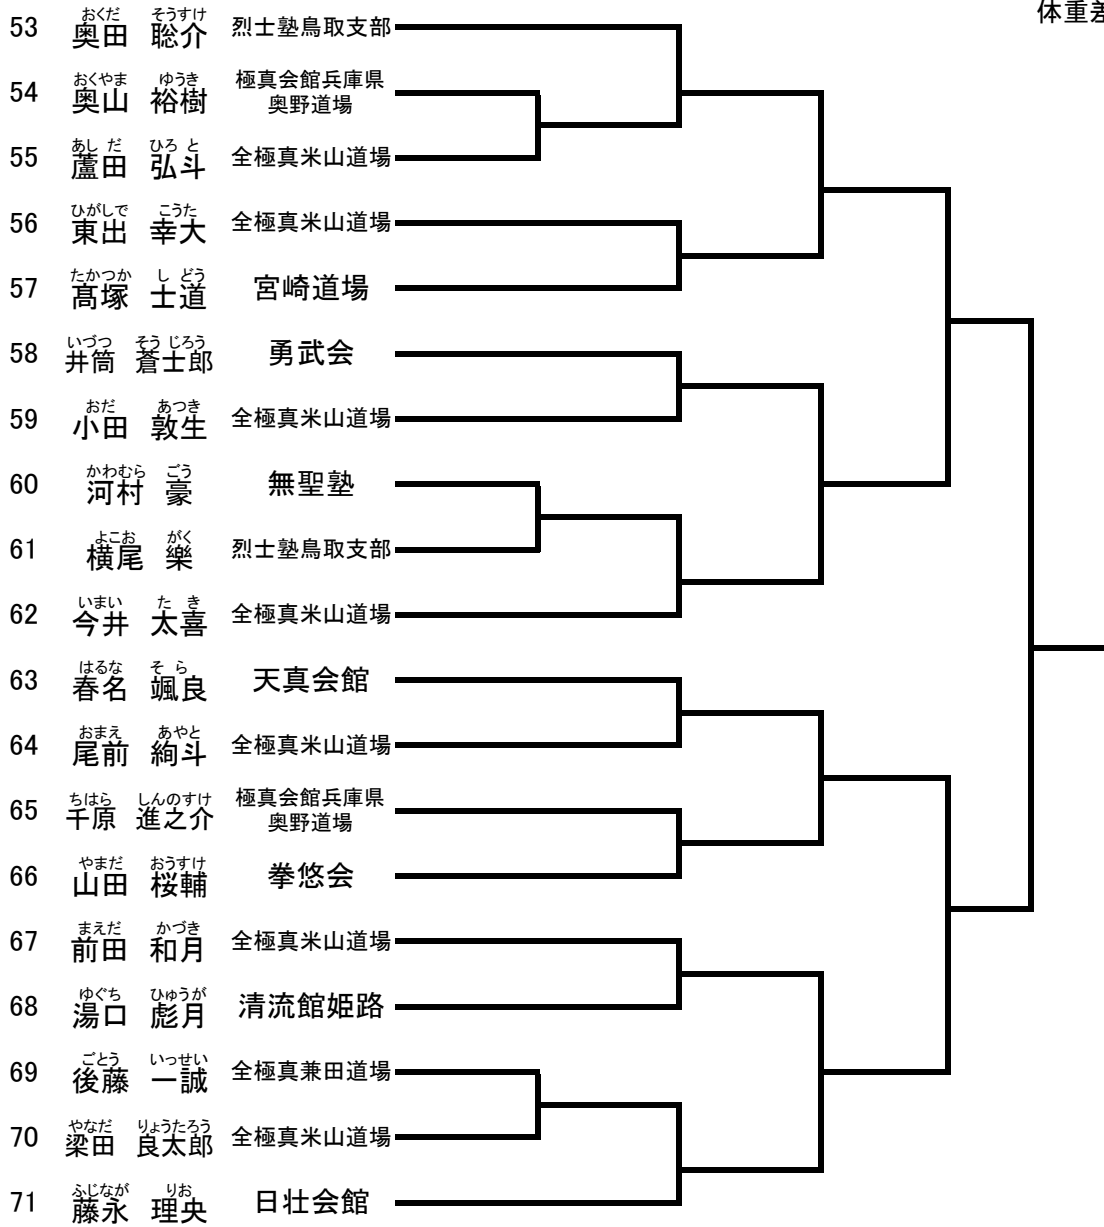 体重差
おくだ そうすけ
53 奥田 聡介 烈士塾鳥取支部
おくやま ゆうき
54 奥山 裕樹 極真会館兵庫県
奥野道場
あしだ ひろと
55 蘆田 弘斗 全極真米山道場
ひがしで こうた
56 東出 幸大 全極真米山道場
たかつか しどう
57 髙塚 士道 宮崎道場
いづつ そうじろう
58 井筒 蒼士郎 勇武会
おだ あつき
59 小田 敦生 全極真米山道場
かわむら ごう
60 河村 豪 無聖塾
よこお がく
61 横尾 樂 烈士塾鳥取支部
いまい たき
62 今井 太喜 全極真米山道場
はるな そら
63 春名 颯良 天真会館
おまえ あやと
64 尾前 絢斗 全極真米山道場
ちはら しんのすけ
65 千原 進之介 極真会館兵庫県
奥野道場
やまだ おうすけ
66 山田 桜輔 拳悠会
まえだ かづき
67 前田 和月 全極真米山道場
ゆぐち ひゅうが
68 湯口 彪月 清流館姫路
ごとう いっせい
69 後藤 一誠 全極真兼田道場
やなだ りょうたろう
70 梁田 良太郎 全極真米山道場
ふじなが りお
71 藤永 理央 日壮会館